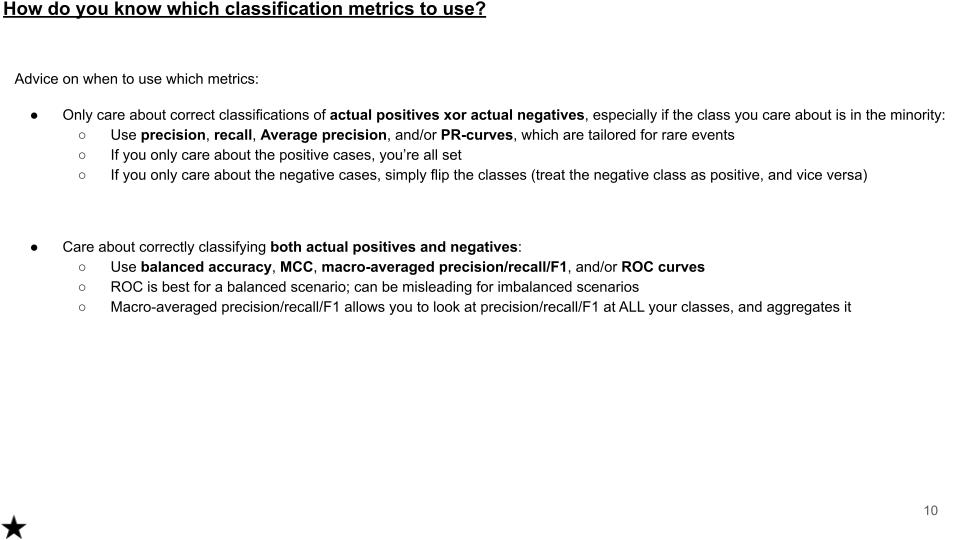 How do you know which classification metrics to use?
Advice on when to use which metrics:
● Only care about correct classifications of actual positives xor actual negatives, especially if the class you care about is in the minority:
○ Use precision, recall, Average precision, and/or PR-curves, which are tailored for rare events
○ If you only care about the positive cases, you’re all set
○ If you only care about the negative cases, simply flip the classes (treat the negative class as positive, and vice versa)
● Care about correctly classifying both actual positives and negatives:
○ Use balanced accuracy, MCC, macro-averaged precision/recall/F1, and/or ROC curves
○ ROC is best for a balanced scenario; can be misleading for imbalanced scenarios
○ Macro-averaged precision/recall/F1 allows you to look at precision/recall/F1 at ALL your classes, and aggregates it
10